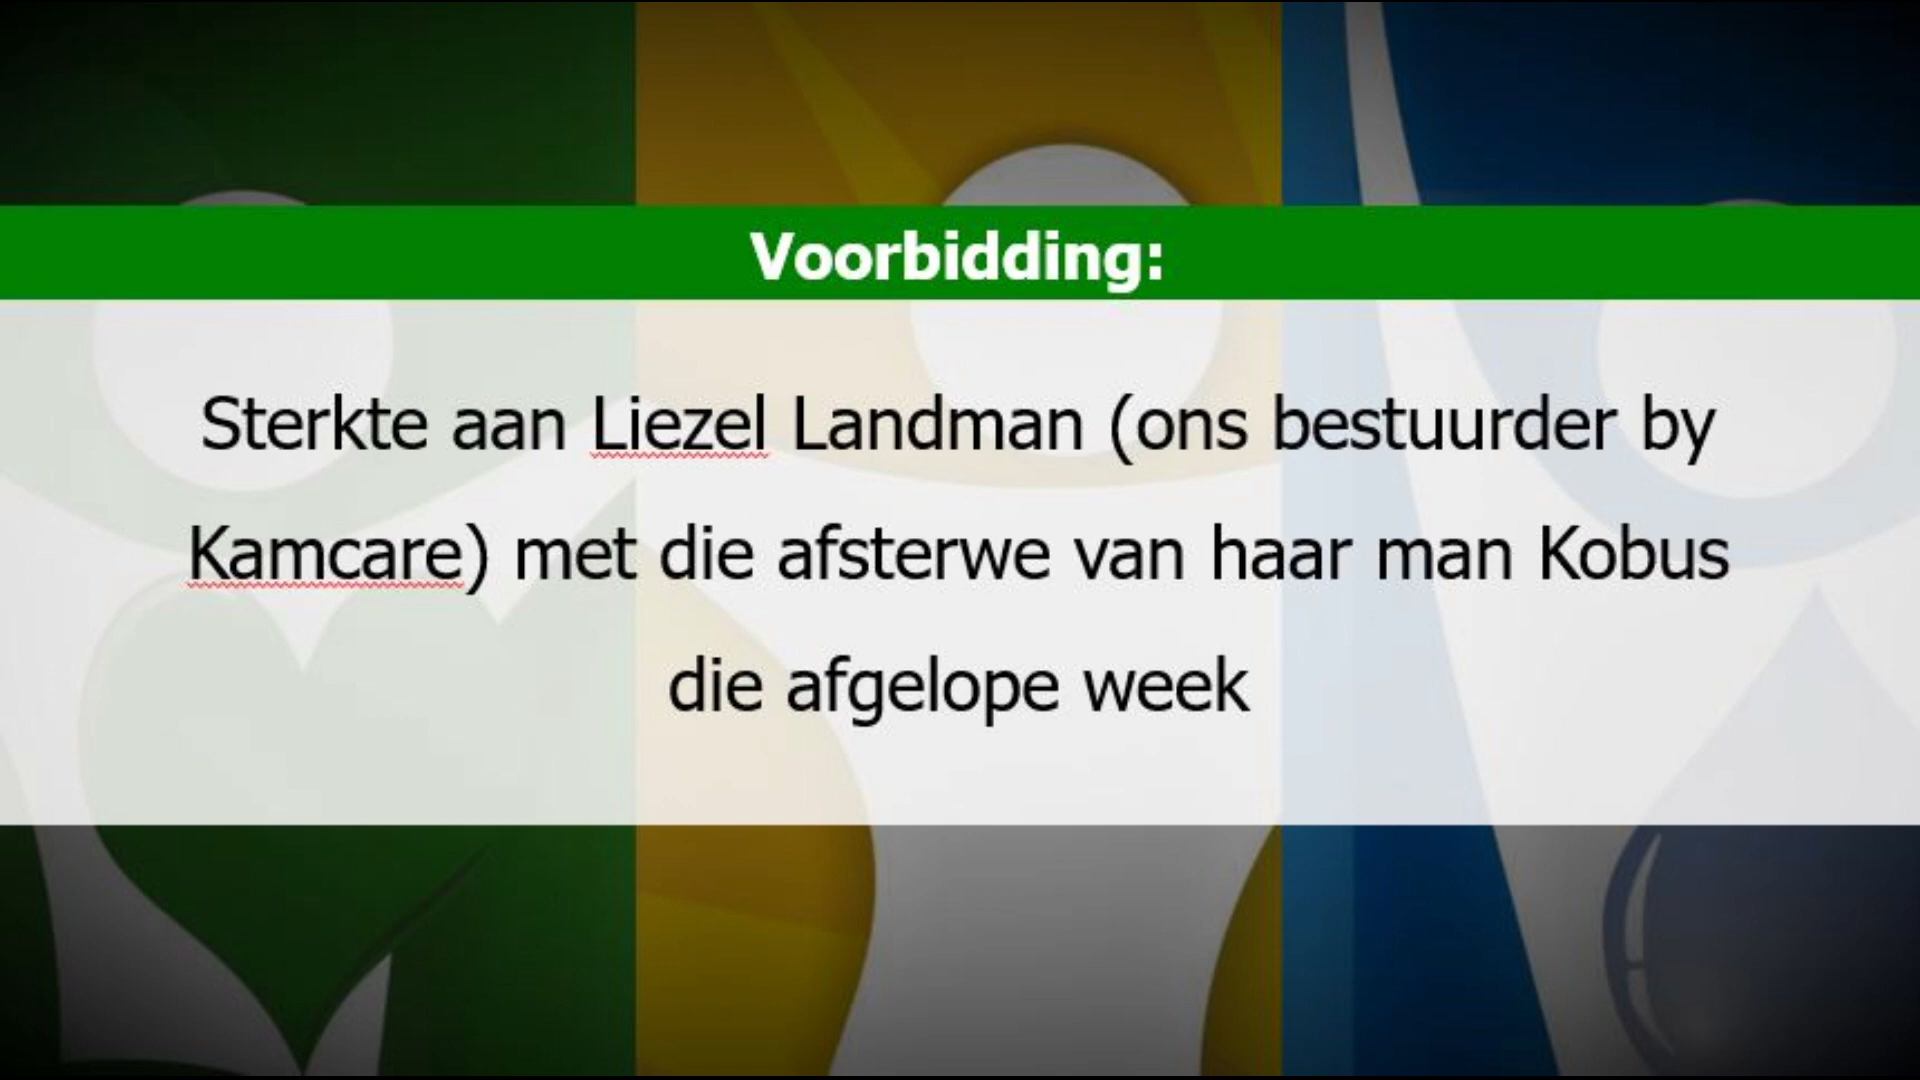 Voorbidding:
Sterkte aan Liezel Landman (ons bestuurder by
Kamcare) met die afsterwe van haar man Kobus
die afgelope week